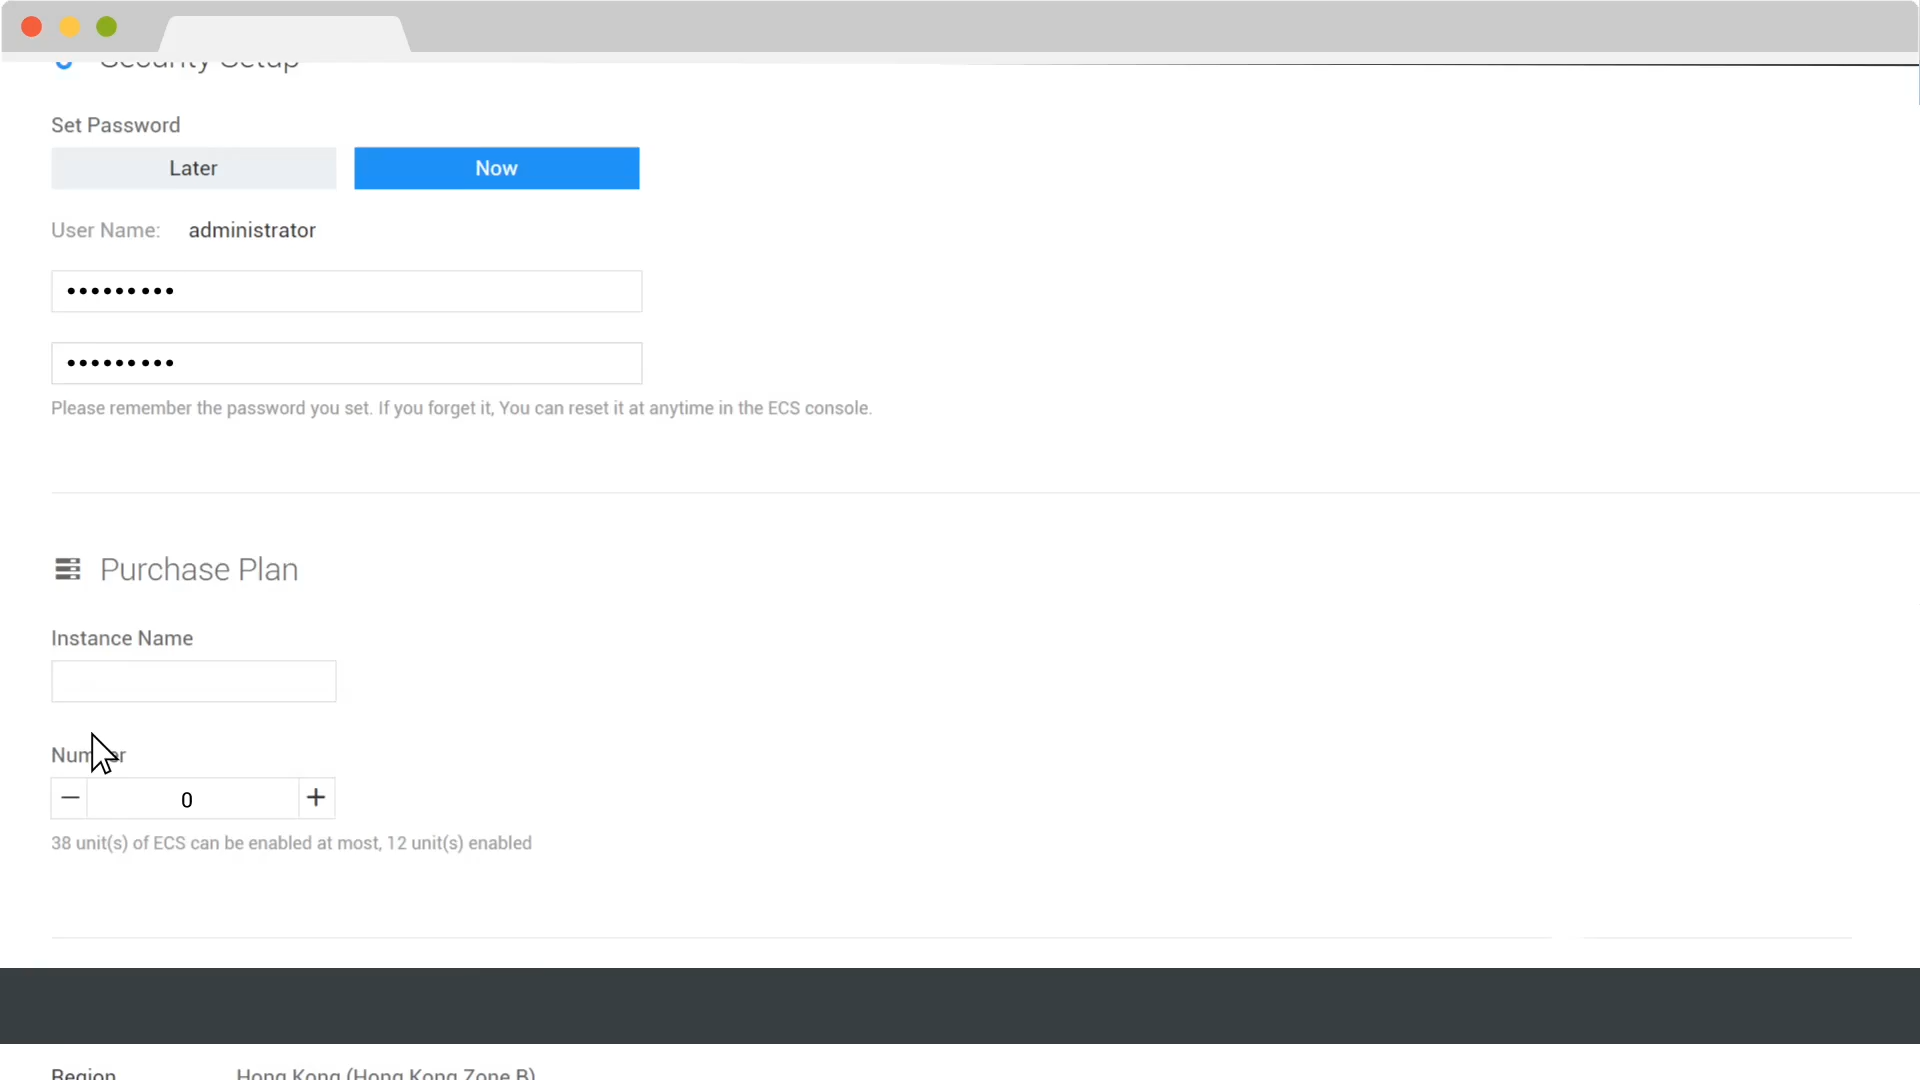 Security Setup
Set Password
Later Now
User Name: administrator
•••••••••
•••••••••
Please remember the password you set. If you forget it, You can reset it at anytime in the ECS console.
Purchase Plan
Instance Name
Number
— 0 +
38 unit(s) of ECS can be enabled at most, 12 unit(s) enabled
Region Hong Kong (Hong Kong Zone B)